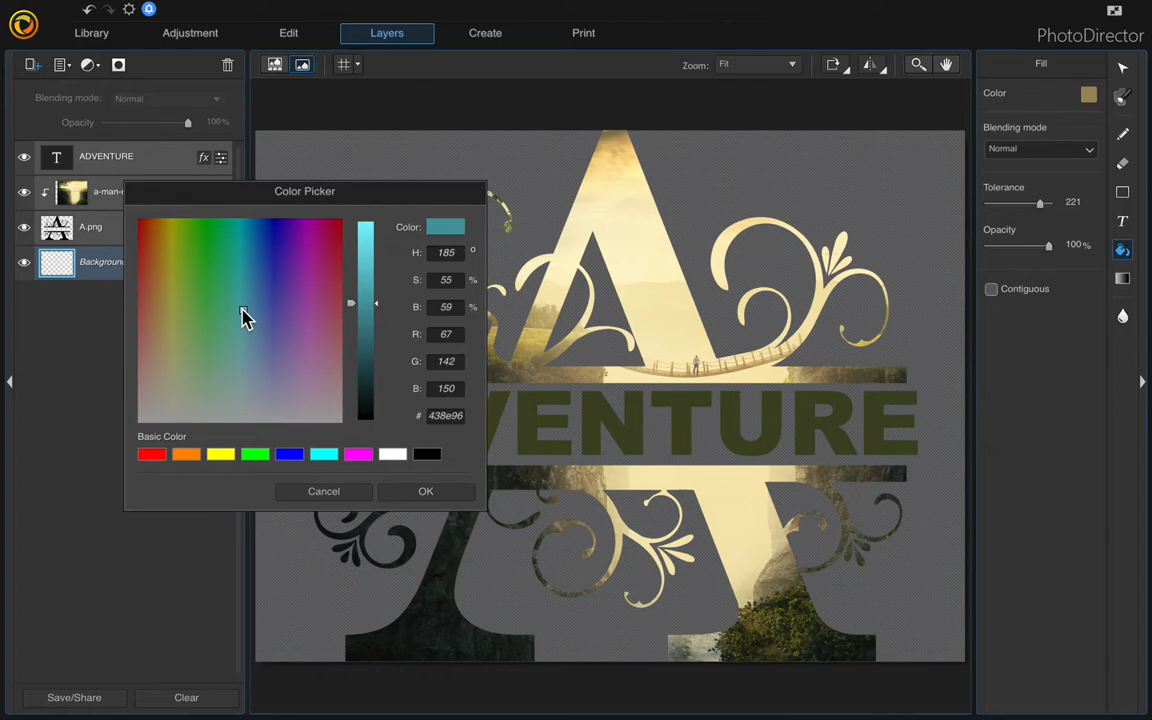 Library
Adjustment
Edit
Layers
Create
Print
PhotoDirector
Zoom:
Fit
Fill
Blending mode:
Normal
Opacity
100%
Color
Blending mode
Normal
Tolerance
221
Opacity
100%
Contiguous
T
ADVENTURE
fx
a-man-
A.png
Background
Color Picker
Color:
H:
185
o
S:
55
%
B:
59
%
R:
67
G:
142
B:
150
#
438e96
Basic Color
Cancel
OK
A
VENTURE
T
Save/Share
Clear